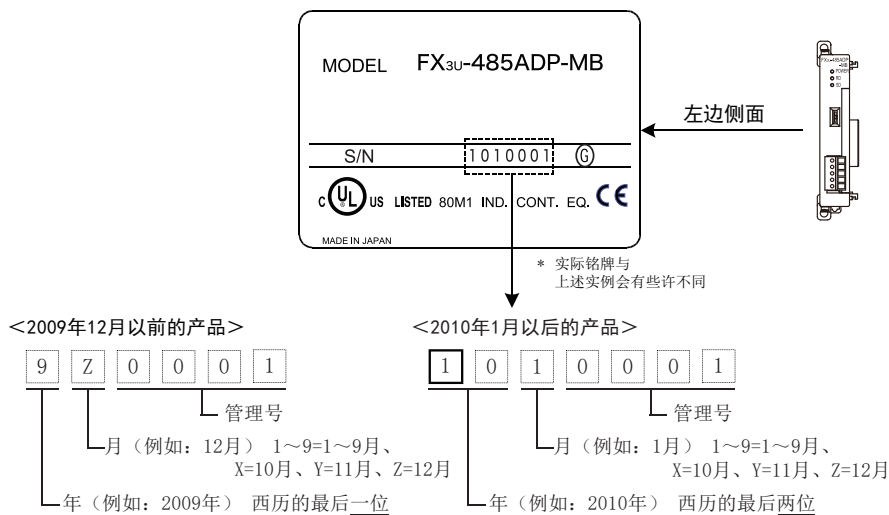 MODEL FX3U-485ADP-MB
S/N 1010001 G
C UL US LISTED 80M1 IND. CONT. EQ. CE
MADE IN JAPAN
左边侧面
FX3U-485ADP
-MB
POWER
RD
SD
* 实际铭牌与
上述实例会有些许不同
<2009年12月以前的产品>
9 Z 0 0 0 1
管理号
月（例如：12月） 1～9=1～9月、
X=10月、Y=11月、Z=12月
年（例如：2009年） 西历的最后一位
<2010年1月以后的产品>
1 0 1 0 0 0 1
管理号
月（例如：1月） 1～9=1～9月、
X=10月、Y=11月、Z=12月
年（例如：2010年） 西历的最后两位